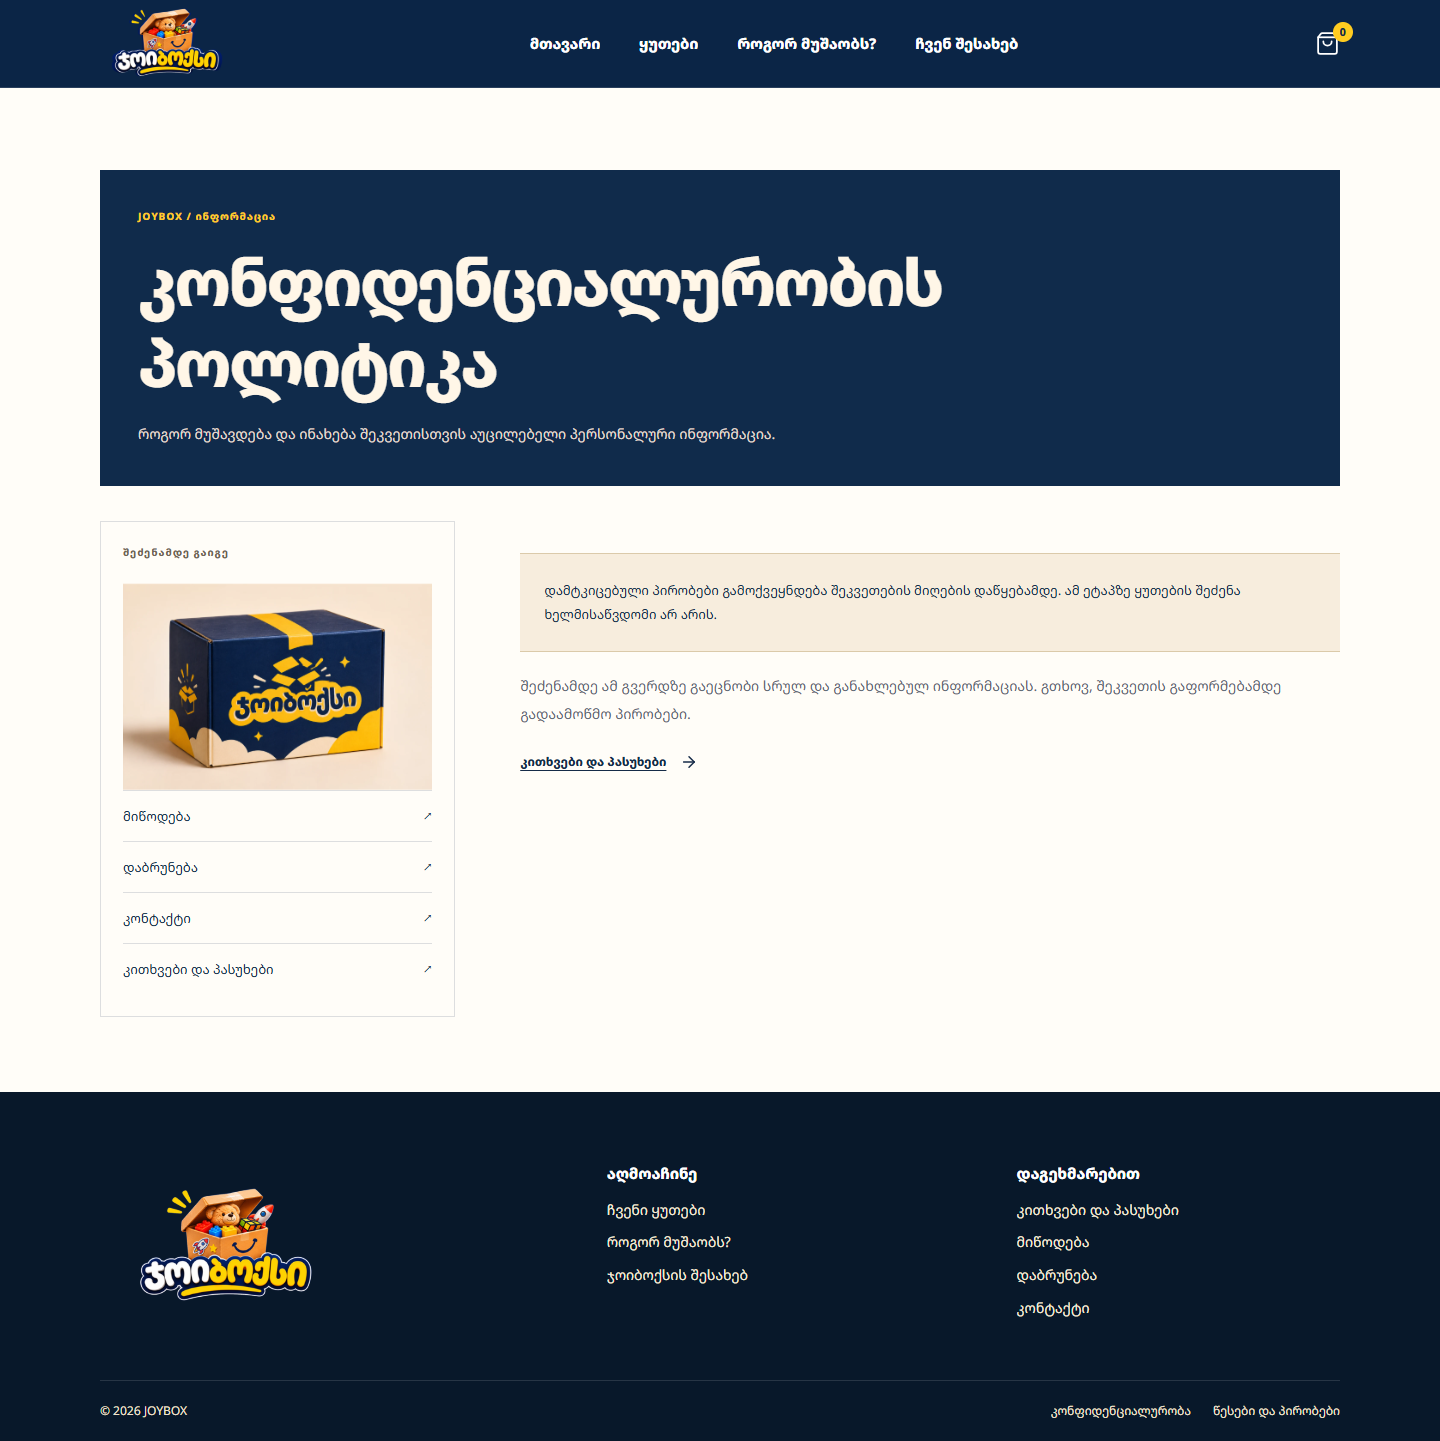 ჯოიბოქსი
მთავარი
ყუთები
როგორ მუშაობს?
ჩვენ შესახებ
0
JOYBOX / ინფორმაცია
კონფიდენციალურობის
პოლიტიკა
როგორ მუშავდება და ინახება შეკვეთისთვის აუცილებელი პერსონალური ინფორმაცია.
შეძენამდე გაიგე
ჯოიბოქსი
მიწოდება
დაბრუნება
კონტაქტი
კითხვები და პასუხები
დამტკიცებული პირობები გამოქვეყნდება შეკვეთების მიღების დაწყებამდე. ამ ეტაპზე ყუთების შეძენა
ხელმისაწვდომი არ არის.
შეძენამდე ამ გვერდზე გაეცნობი სრულ და განახლებულ ინფორმაციას. გთხოვ, შეკვეთის გაფორმებამდე
გადაამოწმო პირობები.
კითხვები და პასუხები
ჯოიბოქსი
აღმოაჩინე
ჩვენი ყუთები
როგორ მუშაობს?
ჯოიბოქსის შესახებ
დაგეხმარებით
კითხვები და პასუხები
მიწოდება
დაბრუნება
კონტაქტი
© 2026 JOYBOX
კონფიდენციალურობა
წესები და პირობები